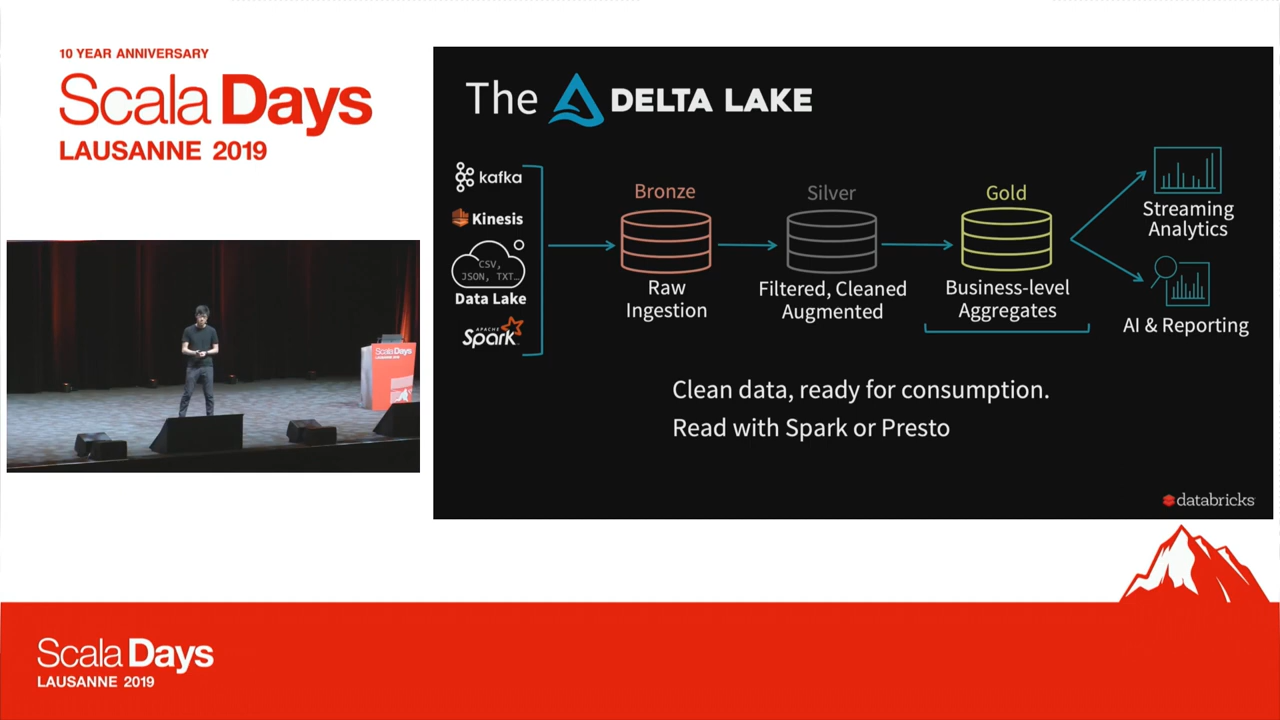 10 YEAR ANNIVERSARY
Scala Days
LAUSANNE 2019
The DELTA LAKE
kafka
Kinesis
CSV,
JSON, TXT...
Data Lake
APACHE
Spark
Bronze
Raw
Ingestion
Silver
Filtered, Cleaned
Augmented
Gold
Business-level
Aggregates
Streaming
Analytics
AI & Reporting
Clean data, ready for consumption.
Read with Spark or Presto
databricks
Scala Days
Scala Days
LAUSANNE 2019